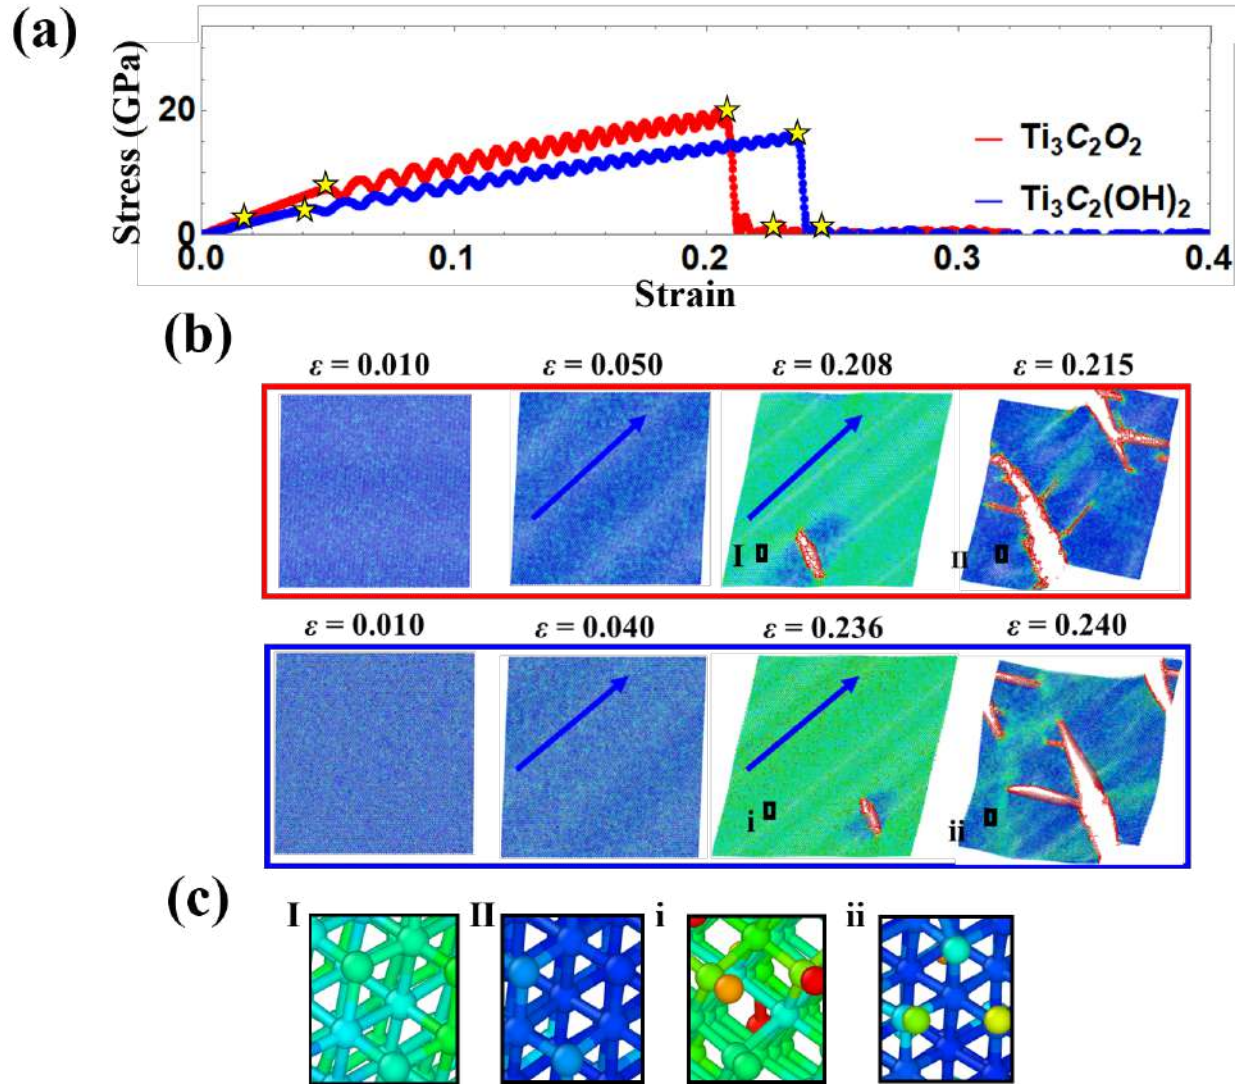 (a)
Stress (GPa)
20
0
Ti₃C₂O₂
Ti₃C₂(OH)₂
0.0 0.1 0.2 0.3 0.4
Strain
(b)
ε = 0.010 ε = 0.050 ε = 0.208 ε = 0.215
I II
ε = 0.010 ε = 0.040 ε = 0.236 ε = 0.240
i ii
(c)
I II i ii